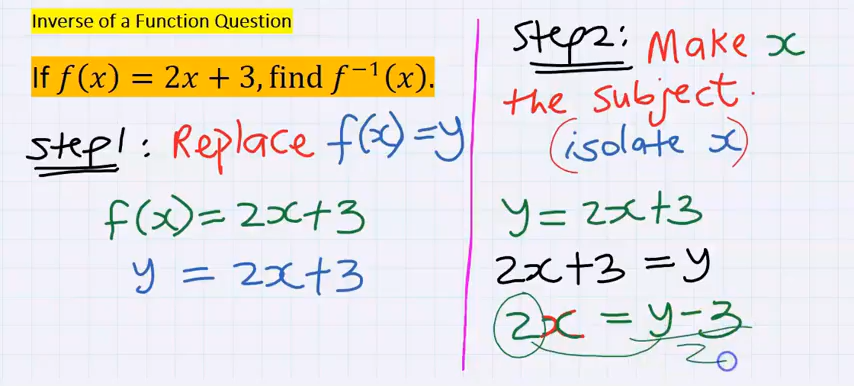 Inverse of a Function Question
If f(x) = 2x + 3, find f⁻¹(x).
Step1: Replace f(x) = y
f(x) = 2x+3
y = 2x+3
Step2: Make x
the subject.
(isolate x)
y = 2x+3
2x+3 = y
2x = y-3
2